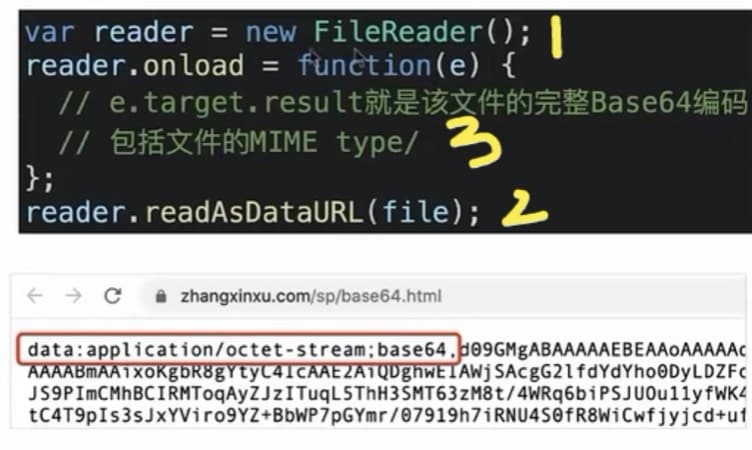 var reader = new FileReader(); 1
reader.onload = function(e) {
// e.target.result就是该文件的完整Base64编码
// 包括文件的MIME type/ 3
};
reader.readAsDataURL(file); 2
zhangxinxu.com/sp/base64.html
data:application/octet-stream;base64,d09GMgABAAAAAEBEAAoAAAAA
AAAABmAAixoKgbR8gYtyC4IcAAE2AiQDghwEIAWjSAcgG2lfdYdYho0DyLDZF
JS9PImCMhBCIRMToqAyZJzITuqL5ThH3SMT63zM8t/4WRq6biPSJUOu11yfWK4
tC4T9pIs3sJxYViro9YZ+BbWP7pGYmr/07919h7iRNU4S0fR8WiCwfjyjcd+uf